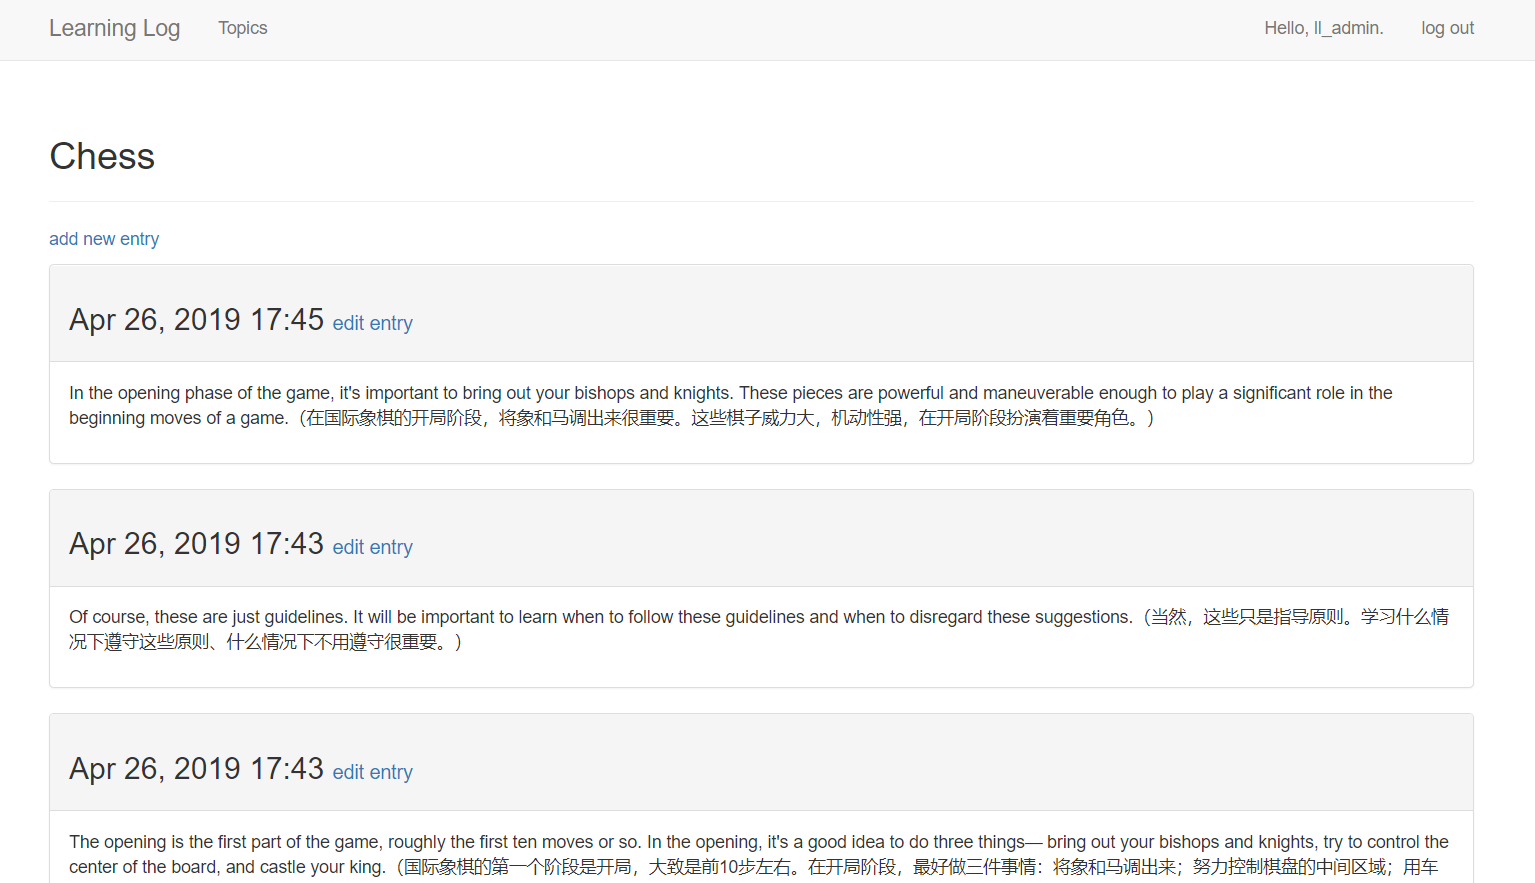 Learning Log Topics Hello, ll_admin. log out
Chess
add new entry
Apr 26, 2019 17:45 edit entry
In the opening phase of the game, it's important to bring out your bishops and knights. These pieces are powerful and maneuverable enough to play a significant role in the
beginning moves of a game.（在国际象棋的开局阶段，将象和马调出来很重要。这些棋子威力大，机动性强，在开局阶段扮演着重要角色。）
Apr 26, 2019 17:43 edit entry
Of course, these are just guidelines. It will be important to learn when to follow these guidelines and when to disregard these suggestions.（当然，这些只是指导原则。学习什么情
况下遵守这些原则、什么情况下不用遵守很重要。）
Apr 26, 2019 17:43 edit entry
The opening is the first part of the game, roughly the first ten moves or so. In the opening, it's a good idea to do three things— bring out your bishops and knights, try to control the
center of the board, and castle your king.（国际象棋的第一个阶段是开局，大致是前10步左右。在开局阶段，最好做三件事情：将象和马调出来；努力控制棋盘的中间区域；用车